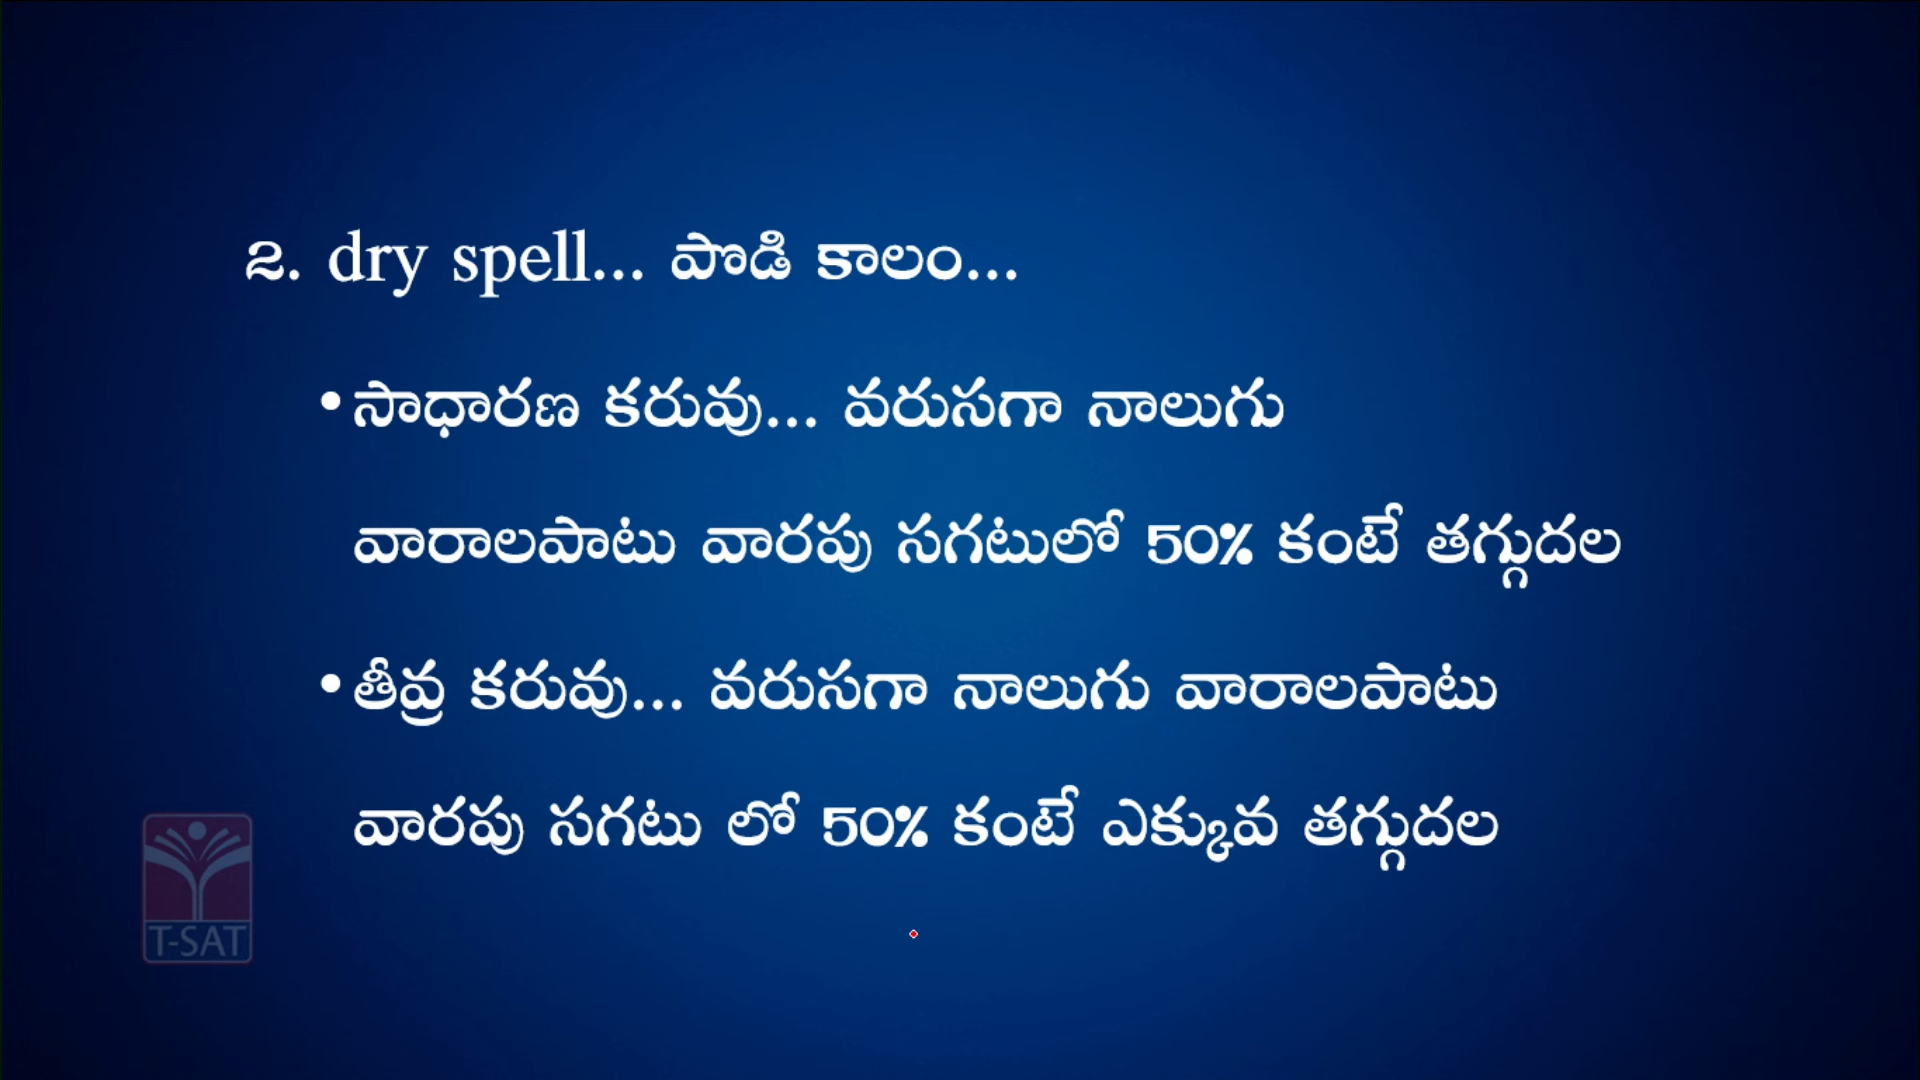 ౨. dry spell... పొడి కాలం...
•సాధారణ కరువు... వరుసగా నాలుగు
వారాలపాటు వారపు సగటులో 50% కంటే తగ్గుదల
•తీవ్ర కరువు... వరుసగా నాలుగు వారాలపాటు
వారపు సగటు లో 50% కంటే ఎక్కువ తగ్గుదల
T-SAT